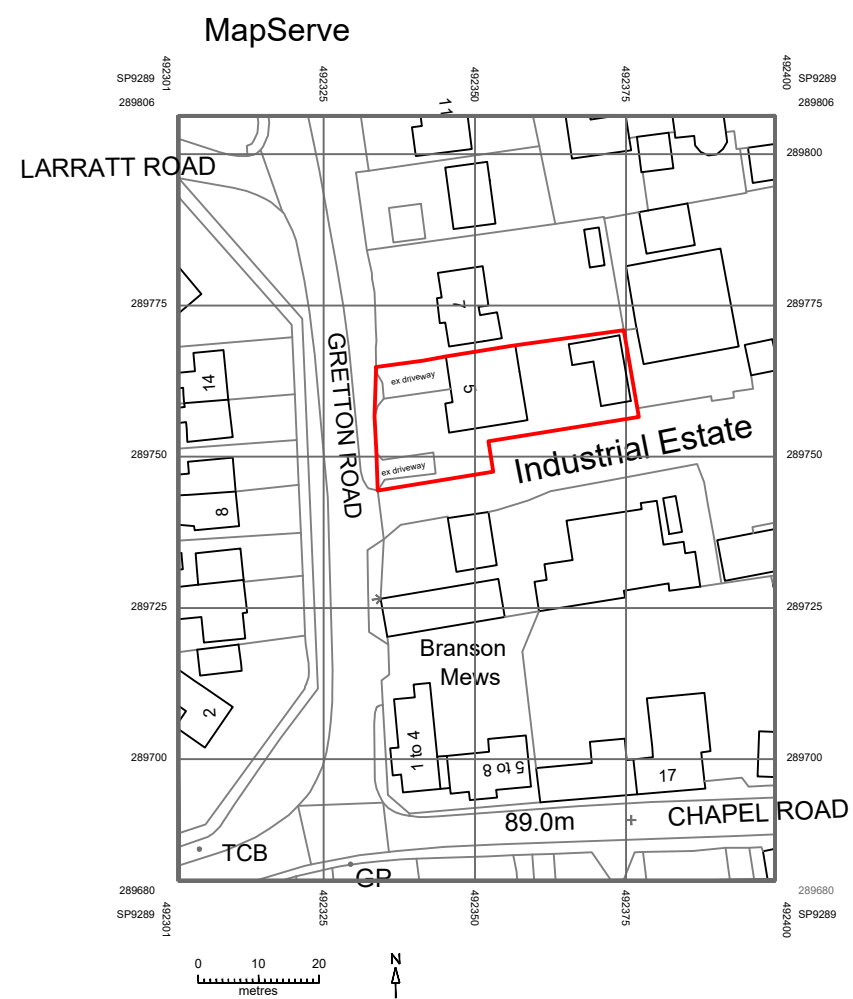 MapServe
SP9289
492301
492325
492350
492375
492400
SP9289
289806
289806
11
LARRATT ROAD
289800
289775
7
289775
GRETTON ROAD
14
ex driveway
5
Industrial Estate
289750
ex driveway
289750
8
289725
289725
Branson
Mews
2
1 to 4
5 to 8
289700
17
289700
89.0m
CHAPEL ROAD
TCB
GP
289680
289680
SP9289
492301
492325
492350
492375
492400
SP9289
0 10 20
metres
N